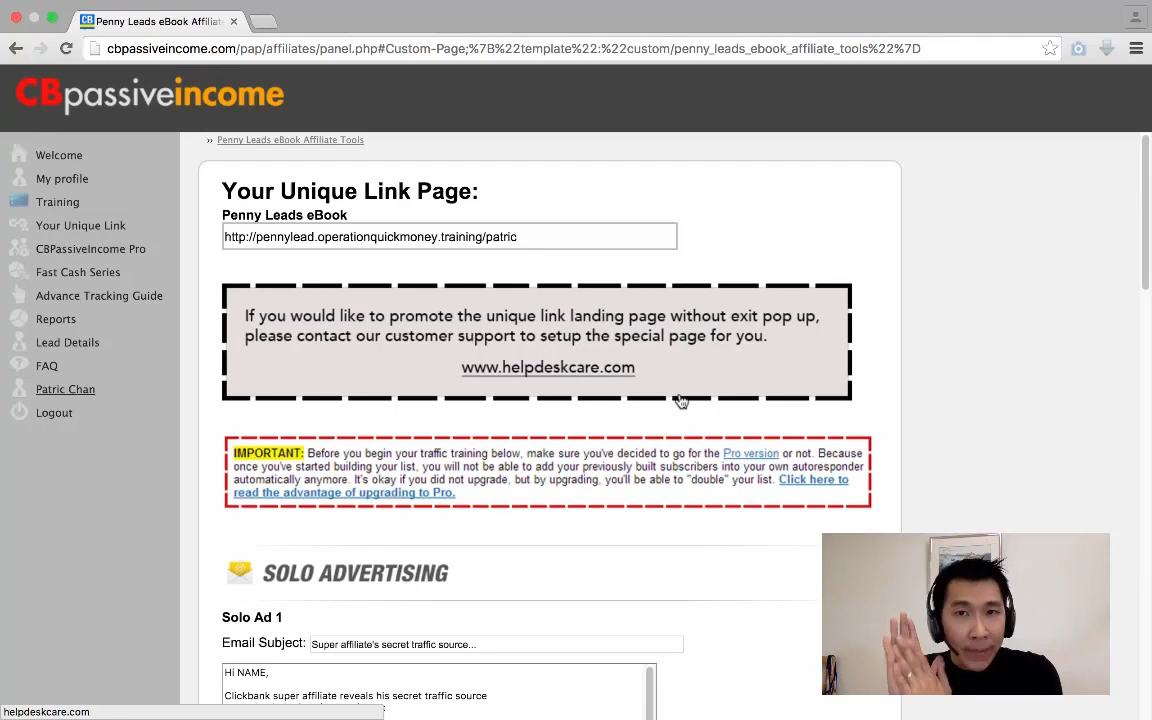 Penny Leads eBook Affiliat
cbpassiveincome.com/pap/affiliates/panel.php#Custom-Page;%7B%22template%22:%22custom/penny_leads_ebook_affiliate_tools%22%7D
CBpassiveincome
» Penny Leads eBook Affiliate Tools
Welcome
My profile
Training
Your Unique Link
CBPassiveIncome Pro
Fast Cash Series
Advance Tracking Guide
Reports
Lead Details
FAQ
Patric Chan
Logout
Your Unique Link Page:
Penny Leads eBook
http://pennylead.operationquickmoney.training/patric
If you would like to promote the unique link landing page without exit pop up,
please contact our customer support to setup the special page for you.
www.helpdeskcare.com
IMPORTANT: Before you begin your traffic training below, make sure you've decided to go for the Pro version or not. Because
once you've started building your list, you will not be able to add your previously built subscribers into your own autoresponder
automatically anymore. It's okay if you did not upgrade, but by upgrading, you'll be able to "double" your list. Click here to
read the advantage of upgrading to Pro.
SOLO ADVERTISING
Solo Ad 1
Email Subject: Super affiliate's secret traffic source...
Hi NAME,
Clickbank super affiliate reveals his secret traffic source
helpdeskcare.com